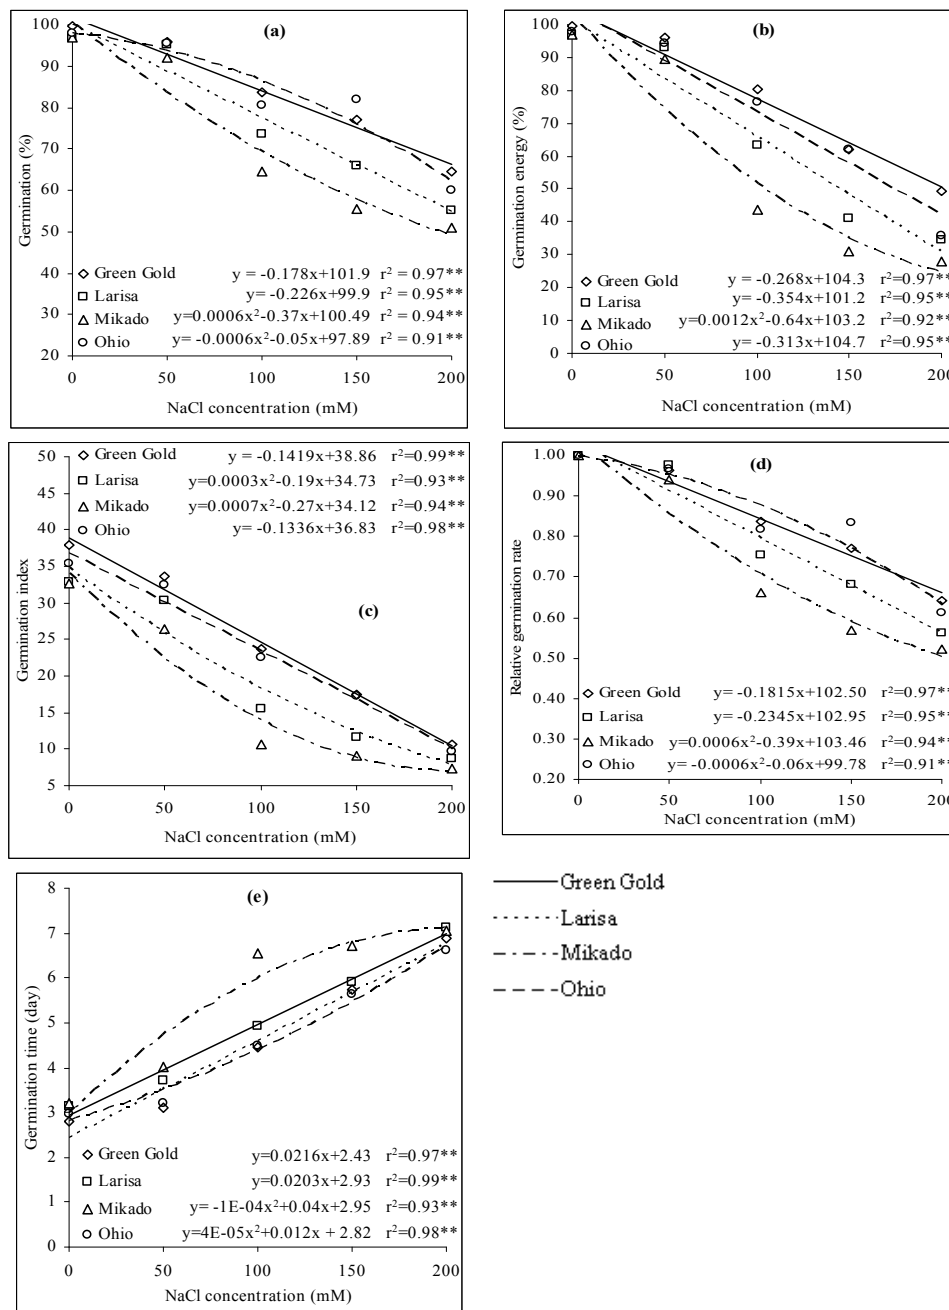 (a)
100
90
80
70
60
50
40
30
20
Germination (%)
Green Gold y = -0.178x+101.9 r² = 0.97**
Larisa y = -0.226x+99.9 r² = 0.95**
Mikado y=0.0006x²-0.37x+100.49 r² = 0.94**
Ohio y= -0.0006x²-0.05x+97.89 r² = 0.91**
0 50 100 150 200
NaCl concentration (mM)
(b)
100
90
80
70
60
50
40
30
20
10
0
Germination energy (%)
Green Gold y = -0.268x+104.3 r²=0.97**
Larisa y = -0.354x+101.2 r²=0.95**
Mikado y=0.0012x²-0.64x+103.2 r²=0.92**
Ohio y= -0.313x+104.7 r²=0.95**
0 50 100 150 200
NaCl concentration (mM)
50
45
40
35
30
25
20
15
10
5
Germination index
Green Gold y = -0.1419x+38.86 r²=0.99**
Larisa y=0.0003x²-0.19x+34.73 r²=0.93**
Mikado y=0.0007x²-0.27x+34.12 r²=0.94**
Ohio y= -0.1336x+36.83 r²=0.98**
(c)
0 50 100 150 200
NaCl concentration (mM)
(d)
1.00
0.90
0.80
0.70
0.60
0.50
0.40
0.30
0.20
Relative germination rate
Green Gold y= -0.1815x+102.50 r²=0.97**
Larisa y= -0.2345x+102.95 r²=0.95**
Mikado y=0.0006x²-0.39x+103.46 r²=0.94**
Ohio y= -0.0006x²-0.06x+99.78 r²=0.91**
0 50 100 150 200
NaCl concentration (mM)
(e)
8
7
6
5
4
3
2
1
0
Germination time (day)
Green Gold y=0.0216x+2.43 r²=0.97**
Larisa y=0.0203x+2.93 r²=0.99**
Mikado y= -1E-04x²+0.04x+2.95 r²=0.93**
Ohio y=4E-05x²+0.012x + 2.82 r²=0.98**
0 50 100 150 200
NaCl concentration (mM)
Green Gold
Larisa
Mikado
Ohio